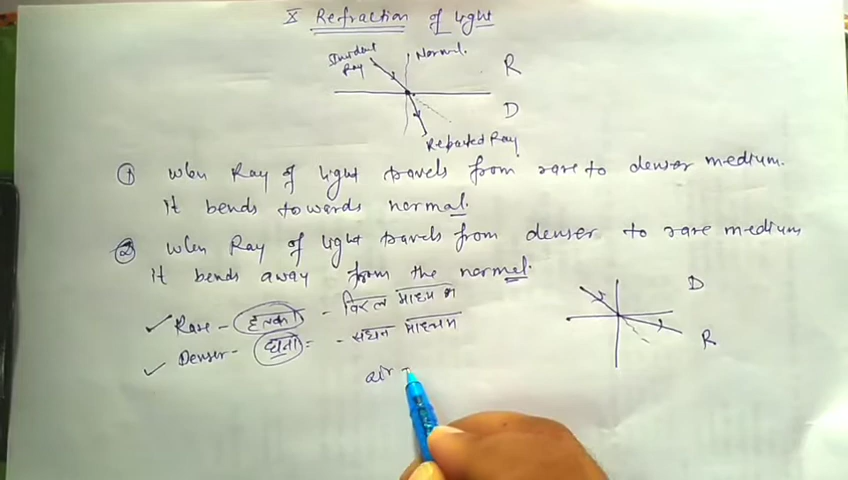 X Refraction of light
Incident Ray
Normal.
R
D
Refracted Ray
① When Ray of light travels from rare to denser medium.
it bends towards normal.
② When Ray of light travels from denser to rare medium
it bends away from the normal.
Rare - हल्का - विरल माध्यम
Denser - घना = - सघन माध्यम
D
R
air -